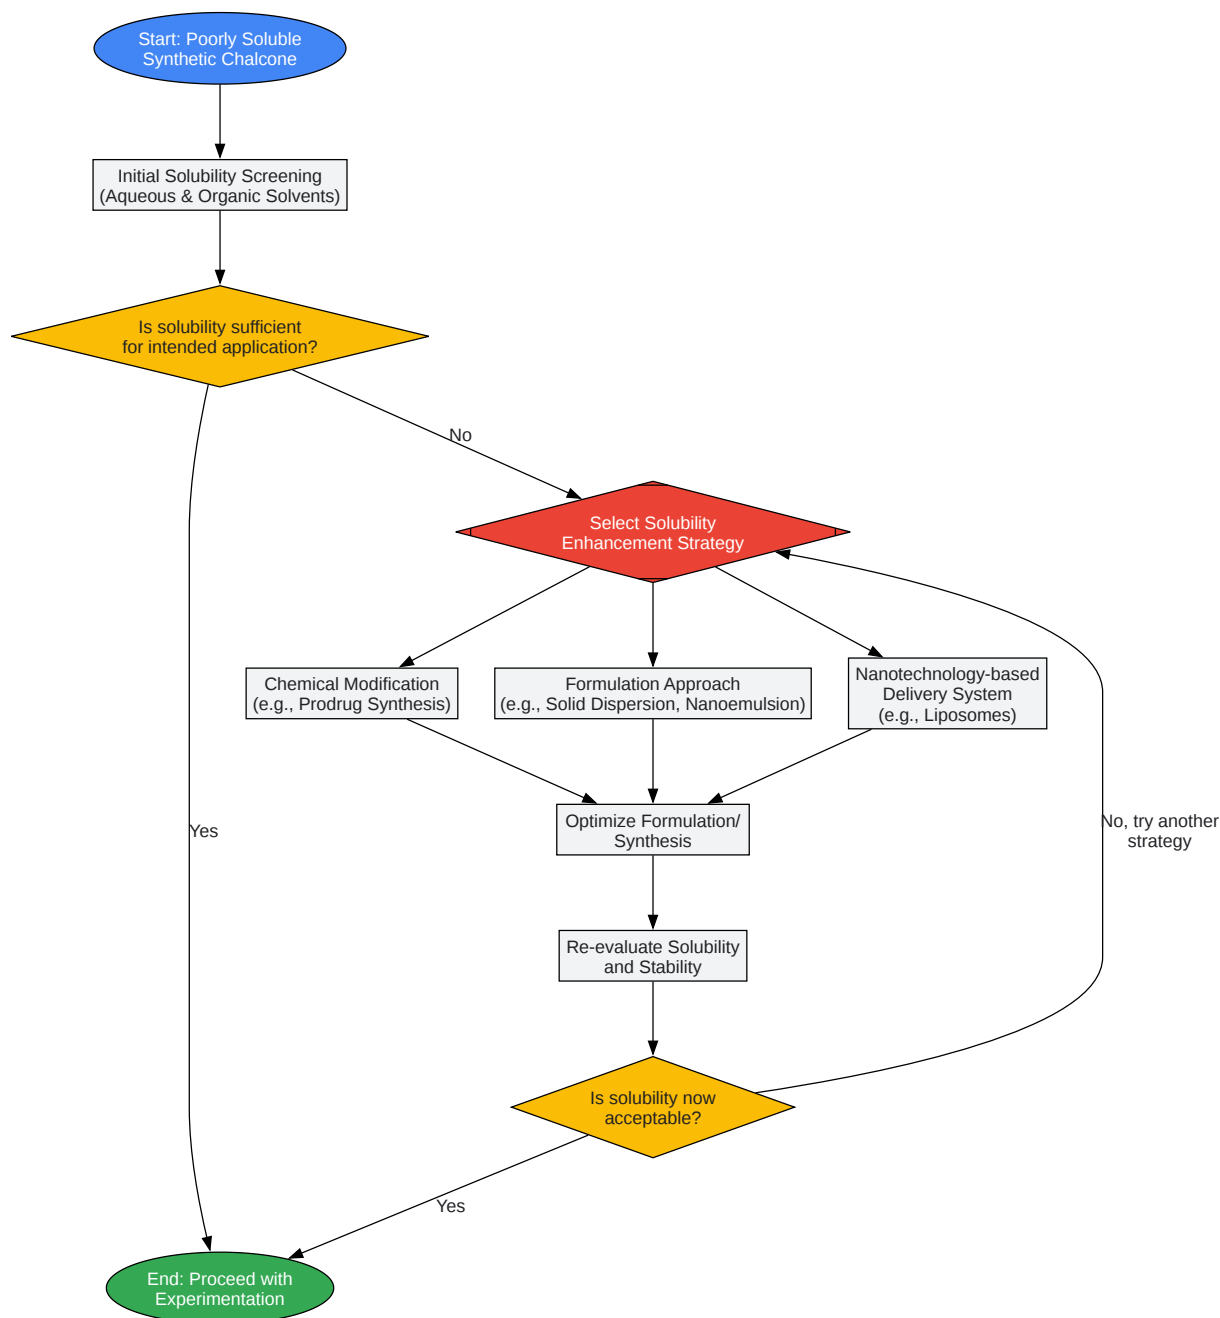 Start: Poorly Soluble
Synthetic Chalcone
Initial Solubility Screening
(Aqueous & Organic Solvents)
Is solubility sufficient
for intended application?
No
Select Solubility
Enhancement Strategy
Chemical Modification
(e.g., Prodrug Synthesis)
Formulation Approach
(e.g., Solid Dispersion, Nanoemulsion)
Nanotechnology-based
Delivery System
(e.g., Liposomes)
Yes
Optimize Formulation/
Synthesis
No, try another
strategy
Re-evaluate Solubility
and Stability
Is solubility now
acceptable?
Yes
End: Proceed with
Experimentation